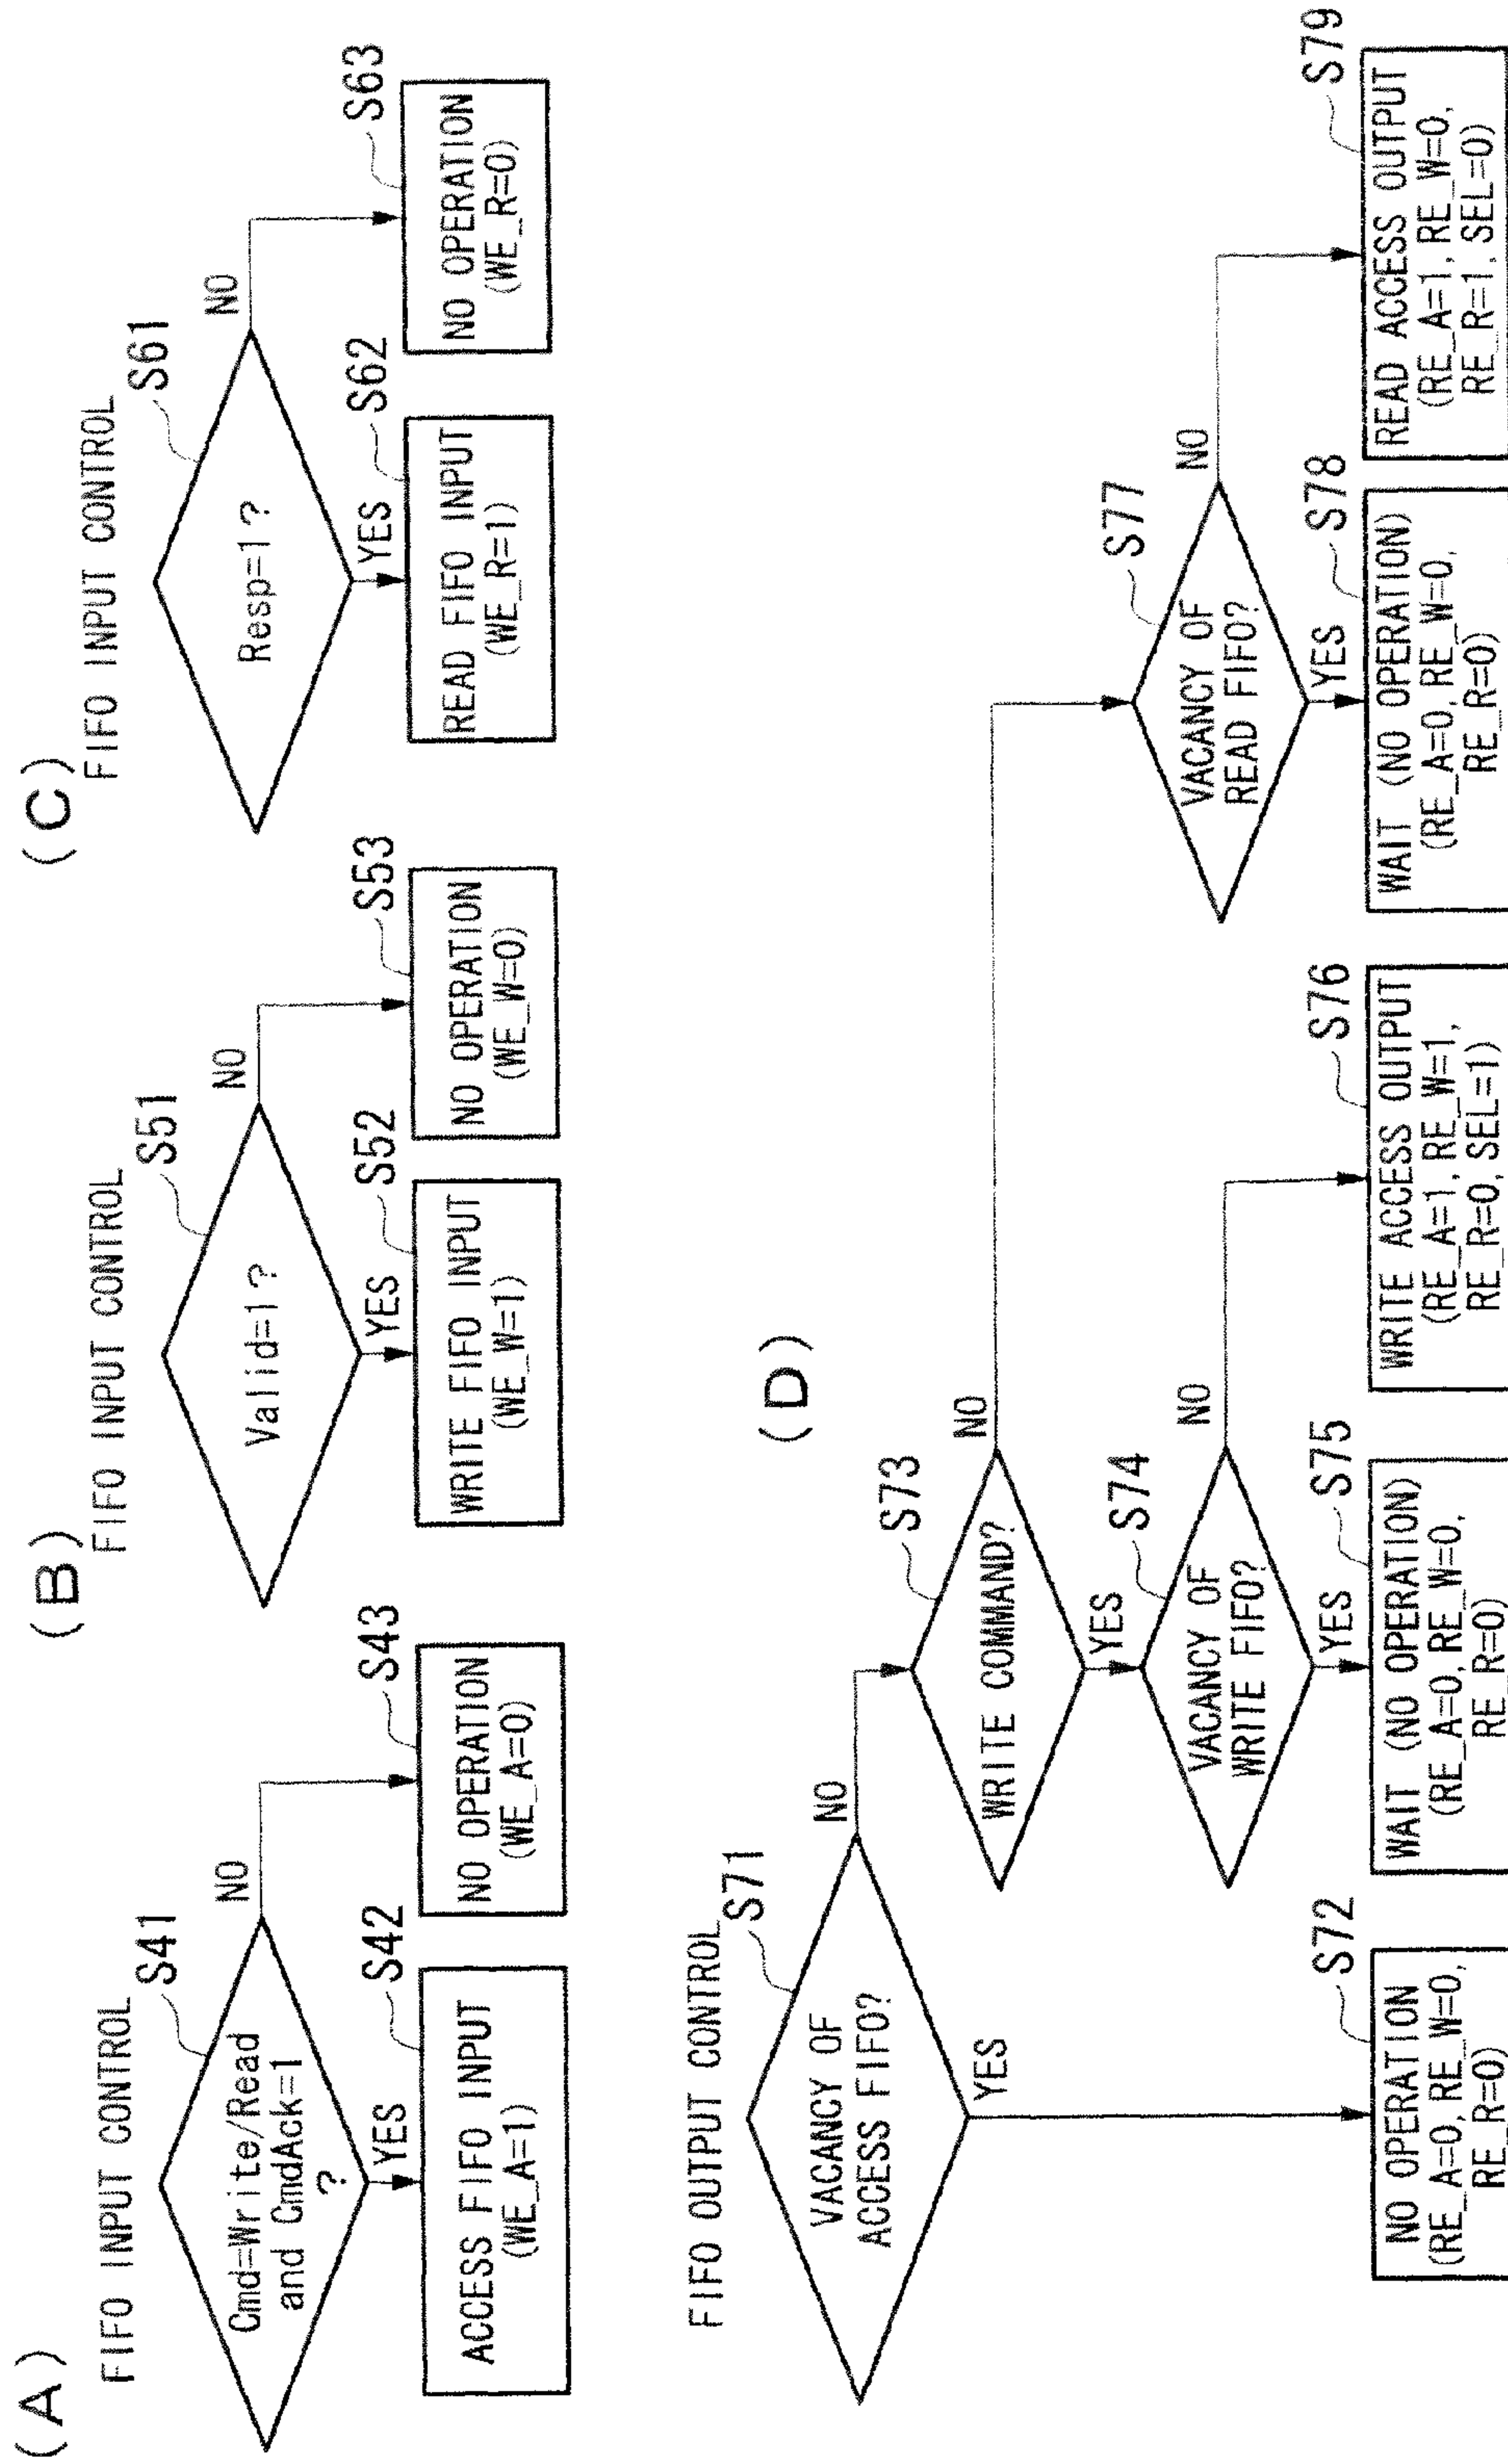 (A)
FIFO INPUT CONTROL
S41
Cmd=Write/Read
and CmdAck=1
?
NO
YES
S42
ACCESS FIFO INPUT
(WE_A=1)
S43
NO OPERATION
(WE_A=0)
(B)
FIFO INPUT CONTROL
S51
Valid=1?
NO
YES
S52
WRITE FIFO INPUT
(WE_W=1)
S53
NO OPERATION
(WE_W=0)
(C)
FIFO INPUT CONTROL
S61
Resp=1?
NO
YES
S62
READ FIFO INPUT
(WE_R=1)
S63
NO OPERATION
(WE_R=0)
(D)
FIFO OUTPUT CONTROL
S71
VACANCY OF
ACCESS FIFO?
NO
YES
S72
NO OPERATION
(RE_A=0, RE_W=0,
RE_R=0)
S73
WRITE COMMAND?
NO
YES
S74
VACANCY OF
WRITE FIFO?
NO
YES
S75
WAIT (NO OPERATION)
(RE_A=0, RE_W=0,
RE_R=0)
S76
WRITE ACCESS OUTPUT
(RE_A=1, RE_W=1,
RE_R=0, SEL=1)
S77
VACANCY OF
READ FIFO?
NO
YES
S78
WAIT (NO OPERATION)
(RE_A=0, RE_W=0,
RE_R=0)
S79
READ ACCESS OUTPUT
(RE_A=1, RE_W=0,
RE_R=1, SEL=0)